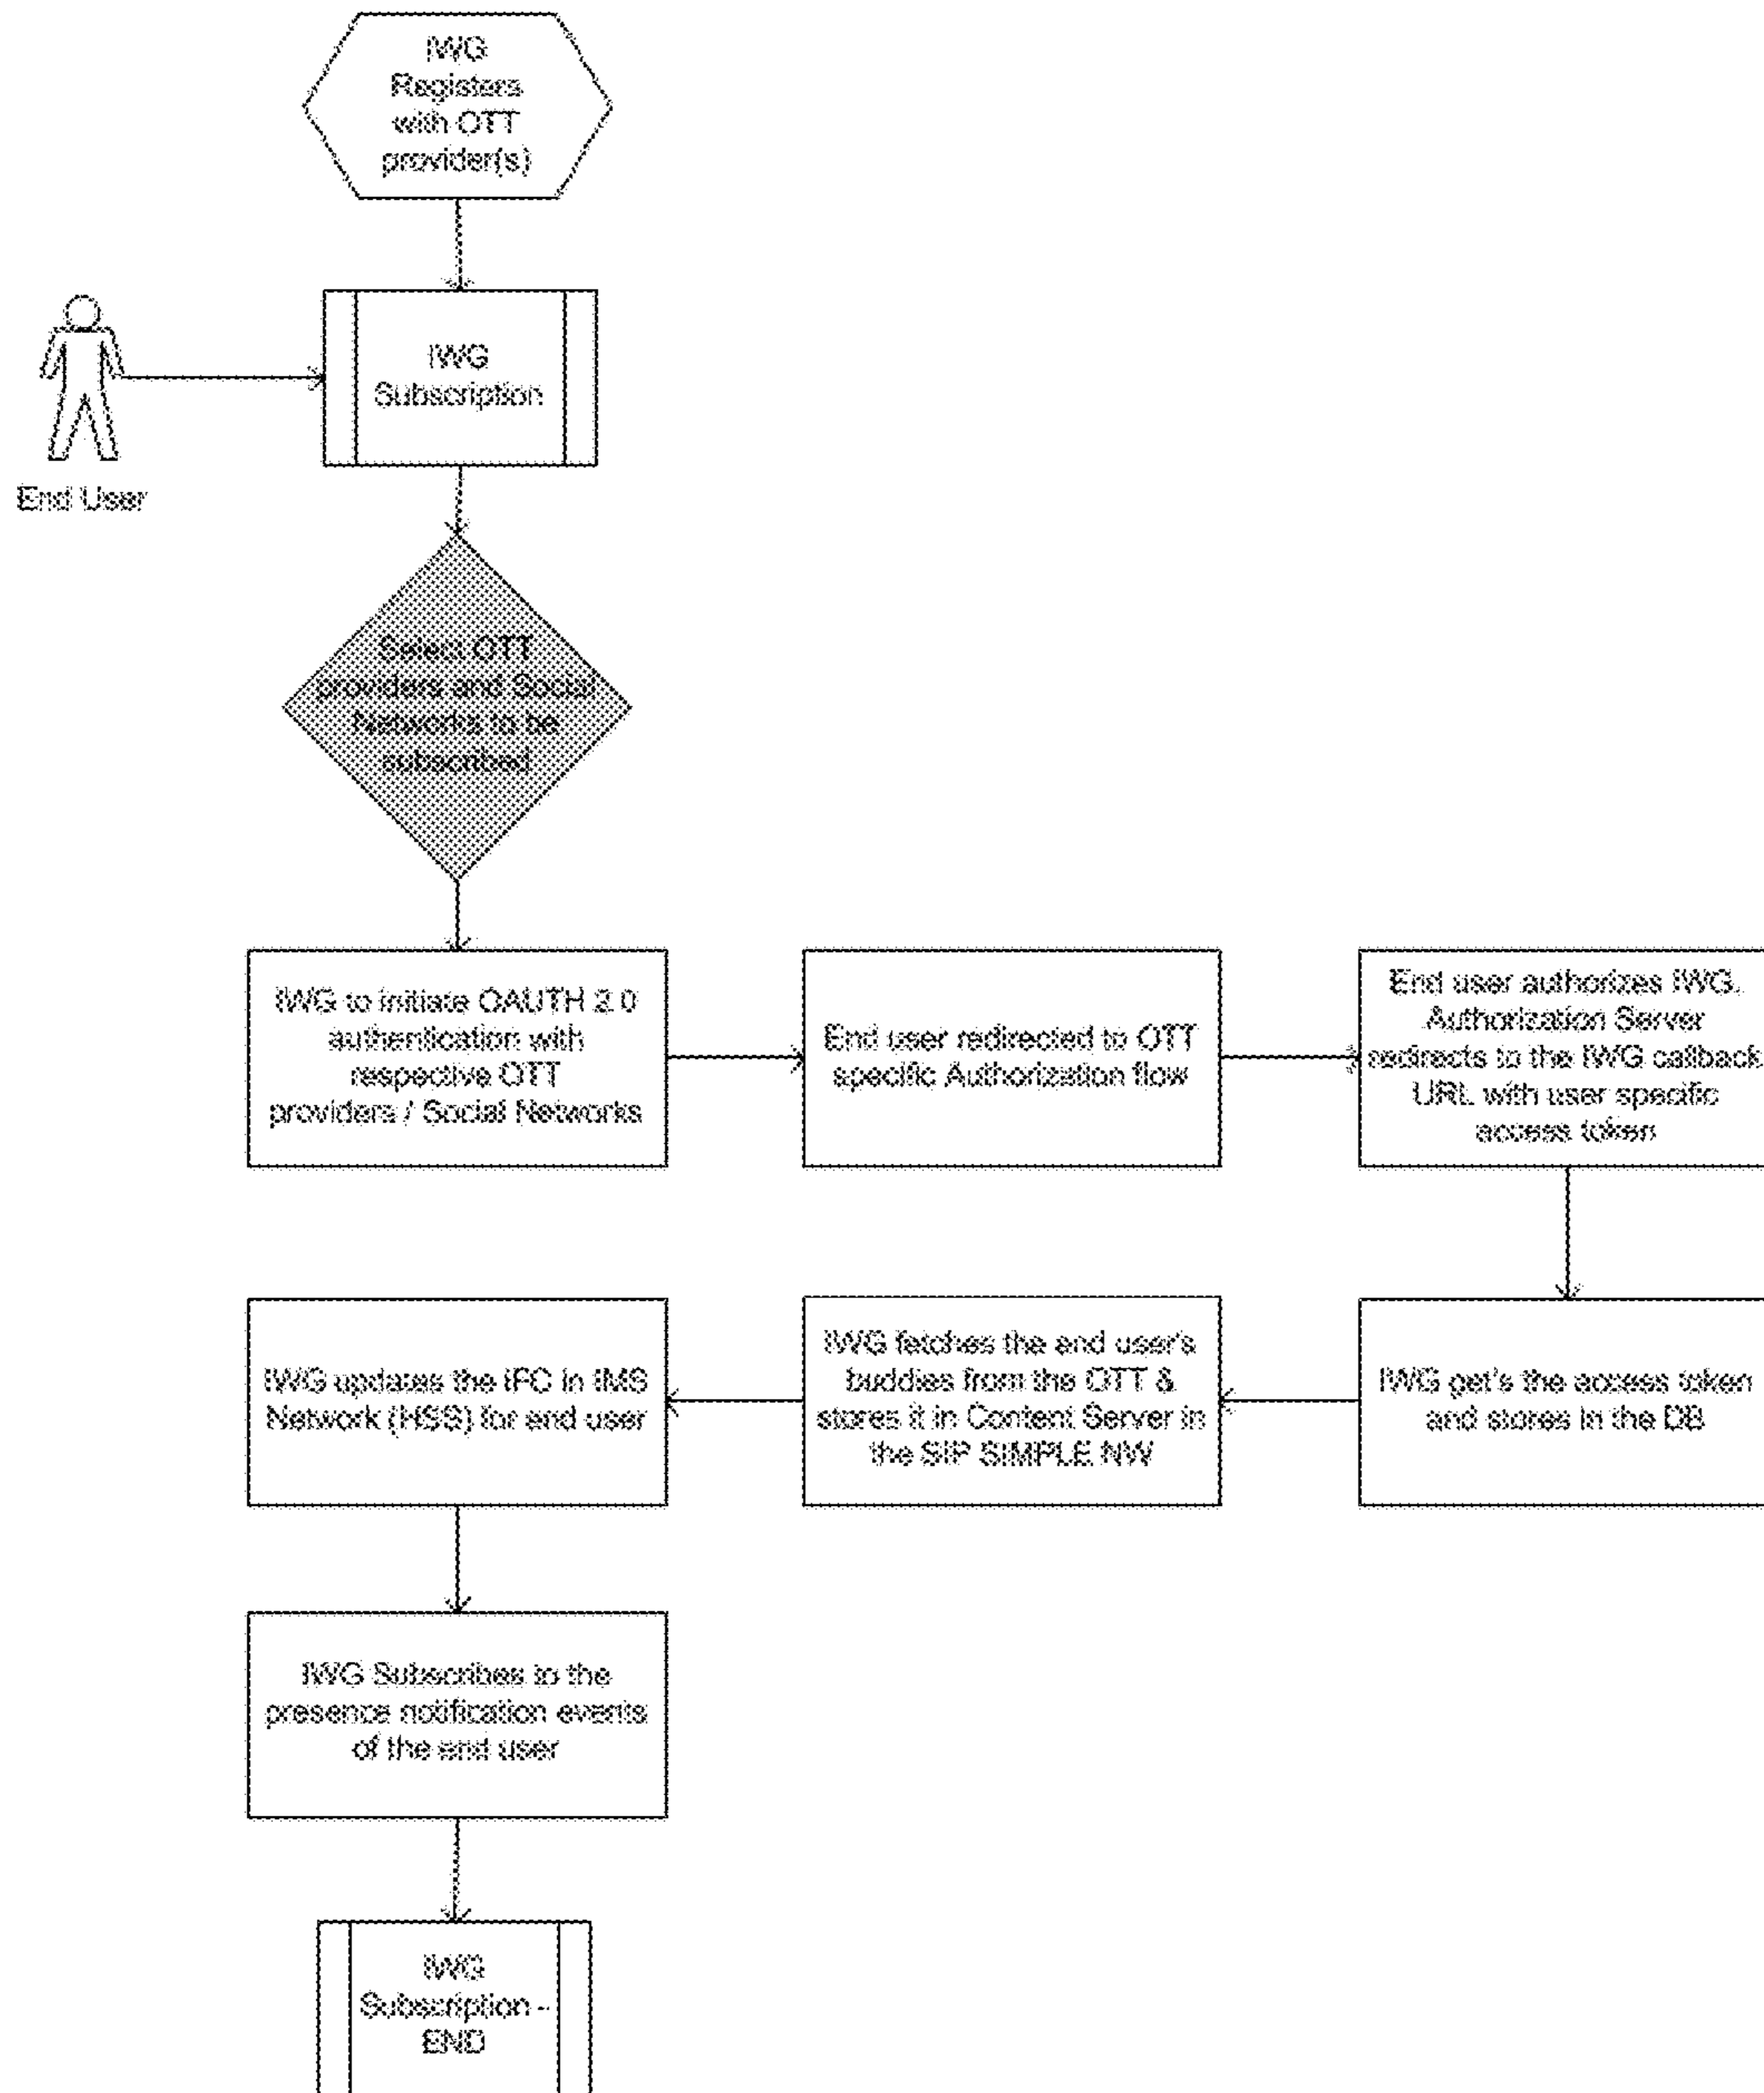 IWG
Registers
with OTT
provider(s)
IWG
Subscription
End User
Select OTT
providers and Social
Networks to be
subscribed
IWG to initiate OAUTH 2.0
authentication with
respective OTT
providers / Social Networks
End user redirected to OTT
specific Authorization flow
End user authorizes IWG.
Authorization Server
redirects to the IWG callback
URL with user specific
access token
IWG get's the access token
and stores in the DB
IWG fetches the end user's
buddies from the OTT &
stores it in Content Server in
the SIP SIMPLE NW
IWG updates the IFC in IMS
Network (HSS) for end user
IWG Subscribes to the
presence notification events
of the end user
IWG
Subscription -
END